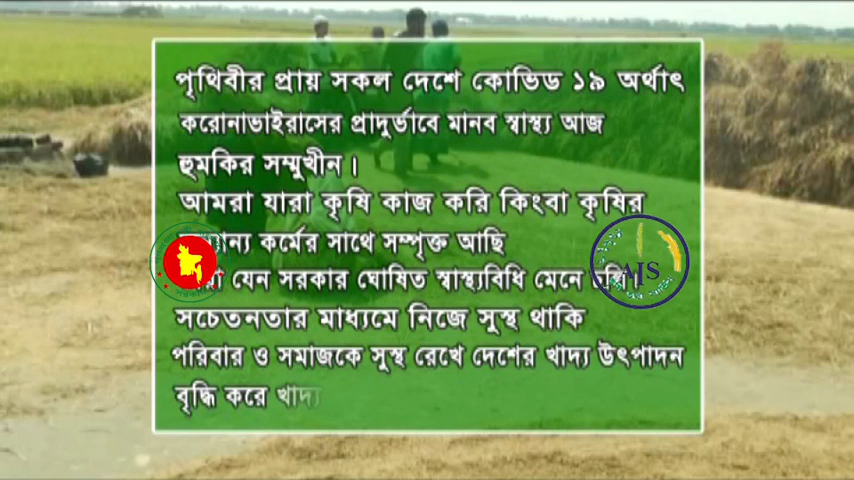 পৃথিবীর প্রায় সকল দেশে কোভিড ১৯ অর্থাৎ
করোনাভাইরাসের প্রাদুর্ভাবে মানব স্বাস্থ্য আজ
হুমকির সম্মুখীন।
আমরা যারা কৃষি কাজ করি কিংবা কৃষির
কর্মের সাথে সম্পৃক্ত আছি
যেন সরকার ঘোষিত স্বাস্থ্যবিধি মেনে
সচেতনতার মাধ্যমে নিজে সুস্থ থাকি
পরিবার ও সমাজকে সুস্থ রেখে দেশের খাদ্য উৎপাদন
বৃদ্ধি করে খাদ্য
AIS